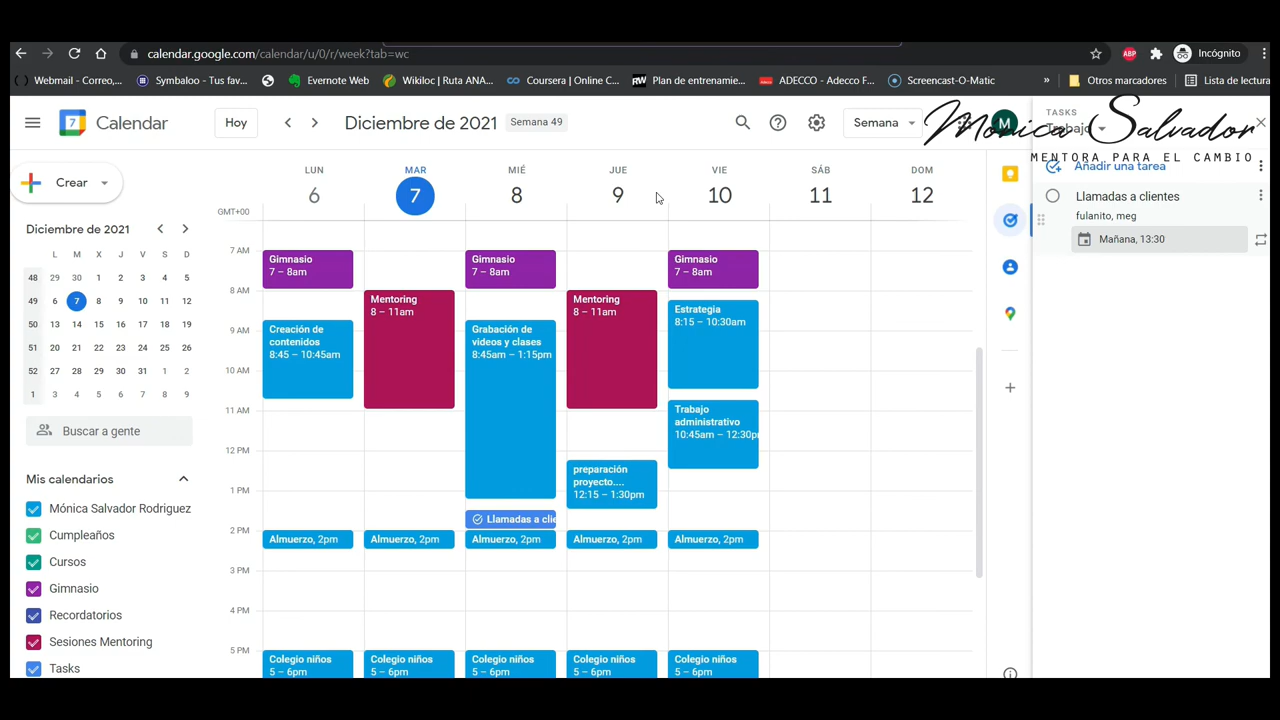 calendar.google.com/calendar/u/0/r/week?tab=wc
ABP
Incógnito
Webmail - Correo,...
Symbaloo - Tus fav...
Evernote Web
Wikiloc | Ruta ANA...
Coursera | Online C...
RW
Plan de entrenamie...
ADECCO - Adecco F...
Screencast-O-Matic
»
Otros marcadores
Lista de lectura
7
Calendar
Hoy
Diciembre de 2021
Semana 49
Semana
M
TASKS
Trabajo
Mónica Salvador
MENTORA PARA EL CAMBIO
Añadir una tarea
Llamadas a clientes
fulanito, meg
Mañana, 13:30
Crear
Diciembre de 2021
L M X J V S D
48 29 30 1 2 3 4 5
49 6 7 8 9 10 11 12
50 13 14 15 16 17 18 19
51 20 21 22 23 24 25 26
52 27 28 29 30 31 1 2
1 3 4 5 6 7 8 9
Buscar a gente
Mis calendarios
Mónica Salvador Rodriguez
Cumpleaños
Cursos
Gimnasio
Recordatorios
Sesiones Mentoring
Tasks
LUN MAR MIÉ JUE VIE SÁB DOM
6 7 8 9 10 11 12
GMT+00
7 AM
8 AM
9 AM
10 AM
11 AM
12 PM
1 PM
2 PM
3 PM
4 PM
5 PM
Gimnasio
7 – 8am
Creación de
contenidos
8:45 – 10:45am
Almuerzo, 2pm
Colegio niños
5 – 6pm
Mentoring
8 – 11am
Almuerzo, 2pm
Colegio niños
5 – 6pm
Gimnasio
7 – 8am
Grabación de
videos y clases
8:45am – 1:15pm
Llamadas a clie
Almuerzo, 2pm
Colegio niños
5 – 6pm
Mentoring
8 – 11am
preparación
proyecto....
12:15 – 1:30pm
Almuerzo, 2pm
Colegio niños
5 – 6pm
Gimnasio
7 – 8am
Estrategia
8:15 – 10:30am
Trabajo
administrativo
10:45am – 12:30p
Almuerzo, 2pm
Colegio niños
5 – 6pm